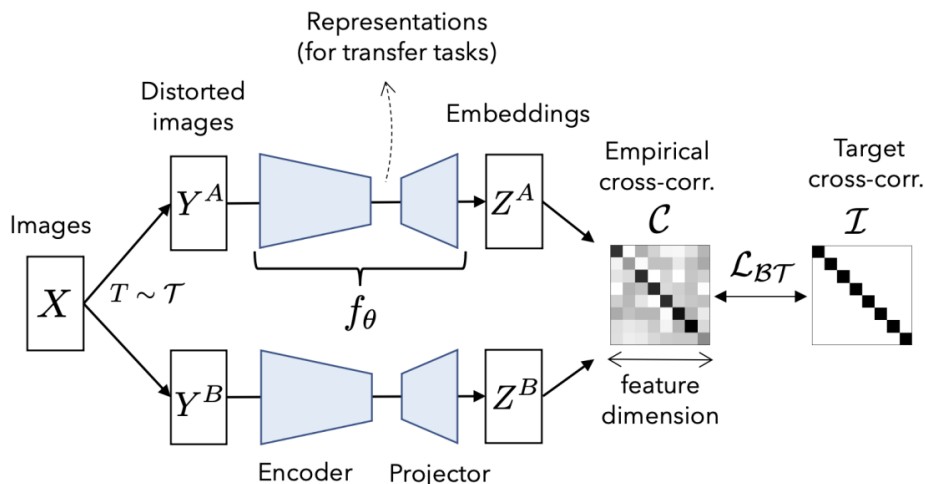 Representations
(for transfer tasks)
Distorted
images
Embeddings
Empirical
cross-corr.
Target
cross-corr.
Images
Y^A
Z^A
𝒞
ℐ
X
T ∼ 𝒯
f_θ
ℒ_ℬ𝒯
Y^B
Z^B
feature
dimension
Encoder
Projector